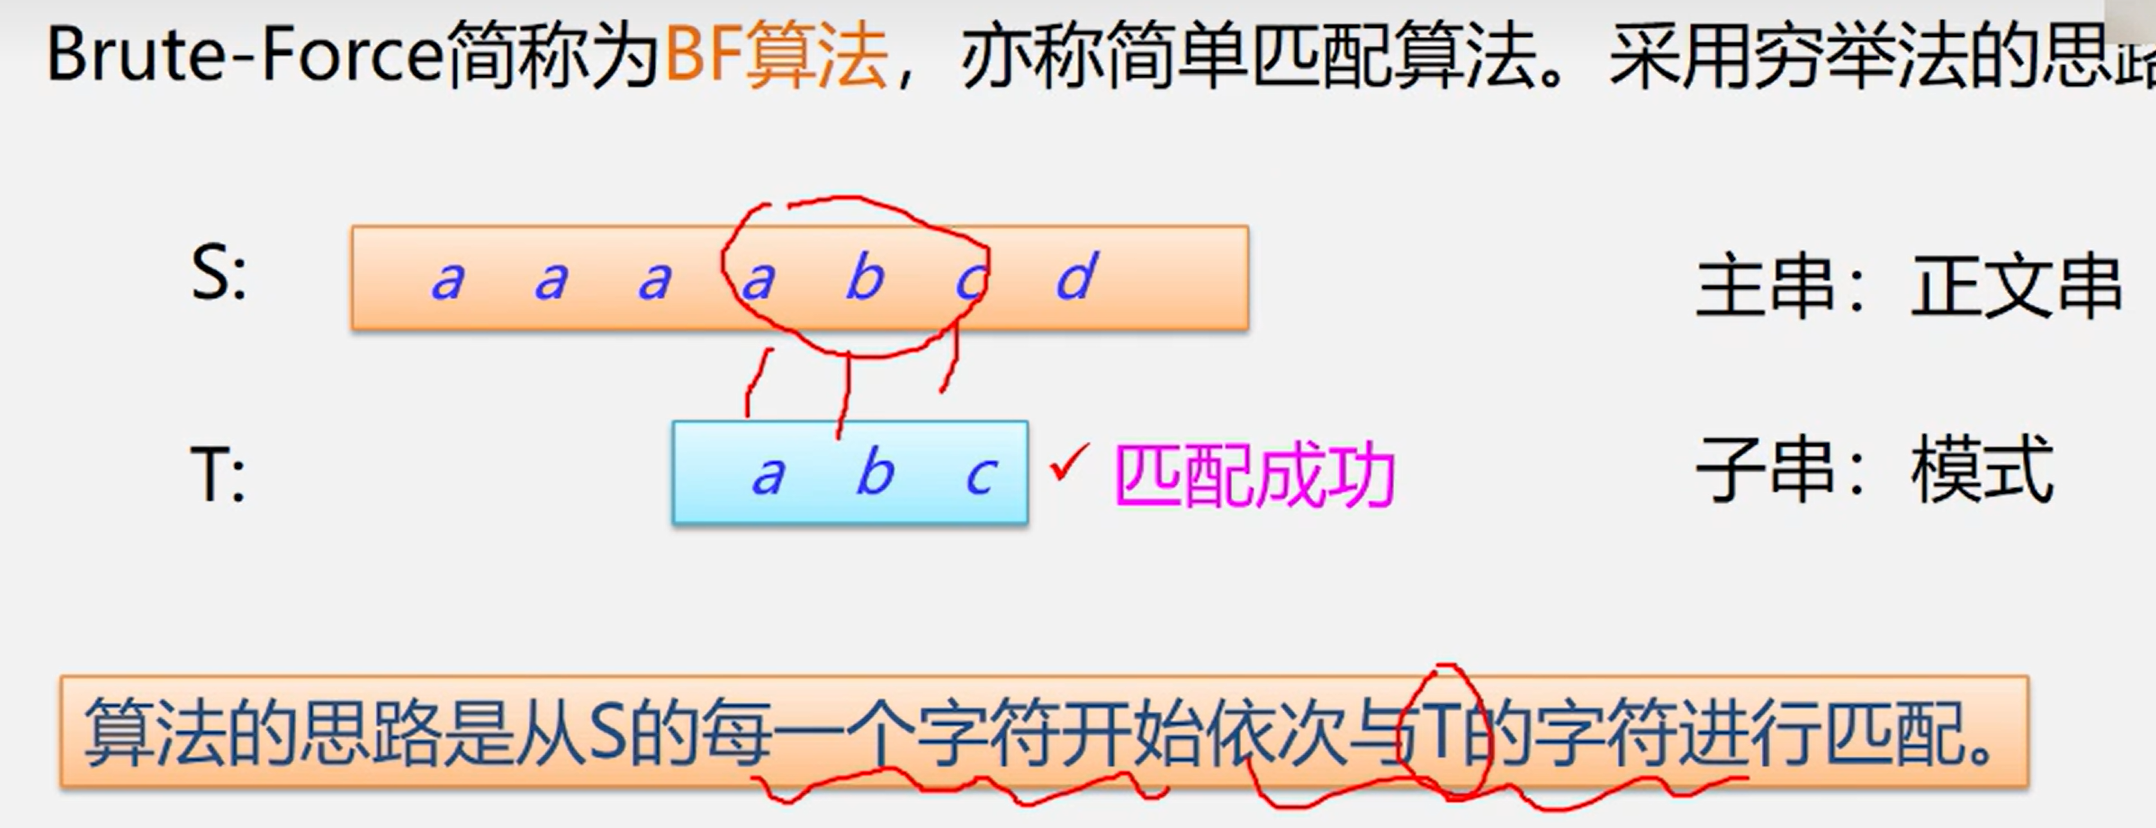 Brute-Force简称为BF算法，亦称简单匹配算法。采用穷举法的思路
S: a a a a b c d 主串：正文串
T: a b c ✓ 匹配成功 子串：模式
算法的思路是从S的每一个字符开始依次与T的字符进行匹配。